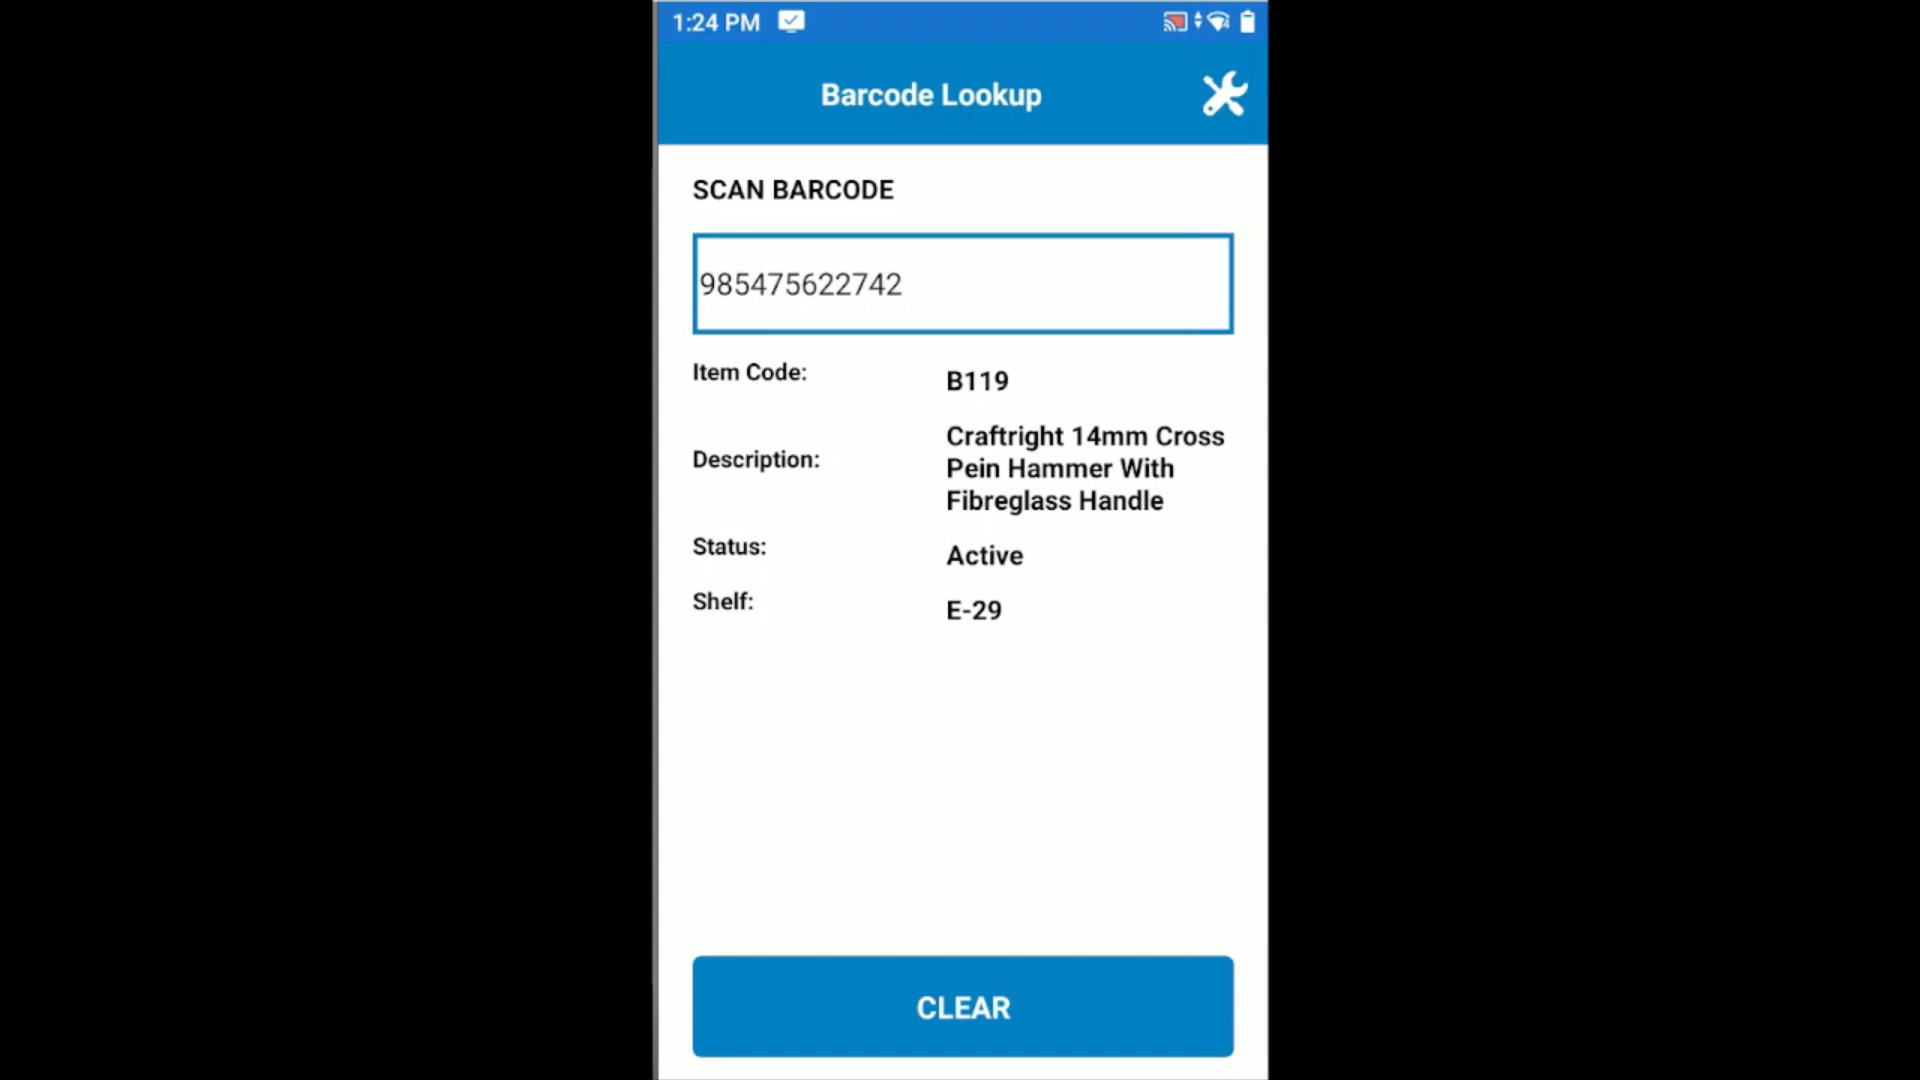 1:24 PM
Barcode Lookup
SCAN BARCODE
985475622742
Item Code:
B119
Description:
Craftright 14mm Cross
Pein Hammer With
Fibreglass Handle
Status:
Active
Shelf:
E-29
CLEAR